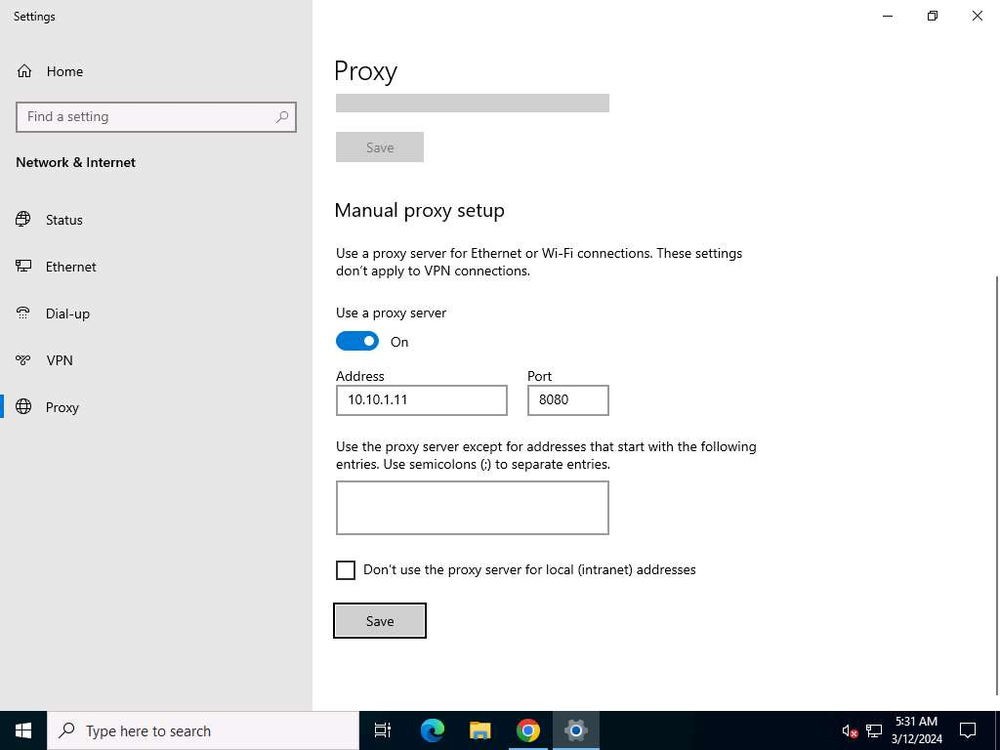 Settings
Home
Find a setting
Network & Internet
Status
Ethernet
Dial-up
VPN
Proxy
Proxy
Save
Manual proxy setup
Use a proxy server for Ethernet or Wi-Fi connections. These settings
don't apply to VPN connections.
Use a proxy server
On
Address
Port
10.10.1.11
8080
Use the proxy server except for addresses that start with the following
entries. Use semicolons (;) to separate entries.
Don't use the proxy server for local (intranet) addresses
Save
Type here to search
5:31 AM
3/12/2024